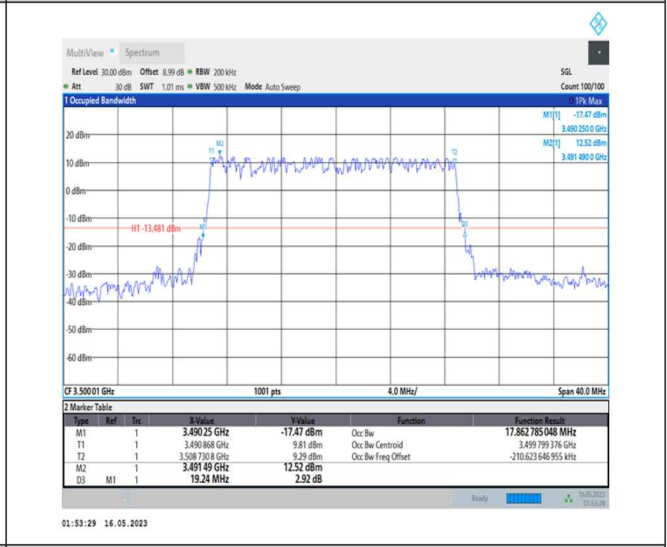 MultiView Spectrum
Ref Level 30.00 dBm Offset 8.99 dB RBW 200 kHz SGL
Att 30 dB SWT 1.01 ms VBW 500 kHz Mode Auto Sweep Count 100/100
1 Occupied Bandwidth 1Pk Max
M1[1] -17.47 dBm
3.490 250 0 GHz
M2[1] 12.52 dBm
3.491 490 0 GHz
20 dBm
T1 M2 T2
10 dBm
0 dBm
-10 dBm
H1 -13.481 dBm M1 D3
-20 dBm
-30 dBm
-40 dBm
-50 dBm
-60 dBm
CF 3.500 01 GHz 1001 pts 4.0 MHz/ Span 40.0 MHz
2 Marker Table
Type Ref Trc X-Value Y-Value Function Function Result
M1 1 3.490 25 GHz -17.47 dBm Occ Bw 17.862 785 048 MHz
T1 1 3.490 868 GHz 9.81 dBm Occ Bw Centroid 3.499 799 376 GHz
T2 1 3.508 730 8 GHz 9.29 dBm Occ Bw Freq Offset -210.623 646 955 kHz
M2 1 3.491 49 GHz 12.52 dBm
D3 M1 1 19.24 MHz 2.92 dB
Ready 16.05.2023
01:53:28
01:53:29 16.05.2023